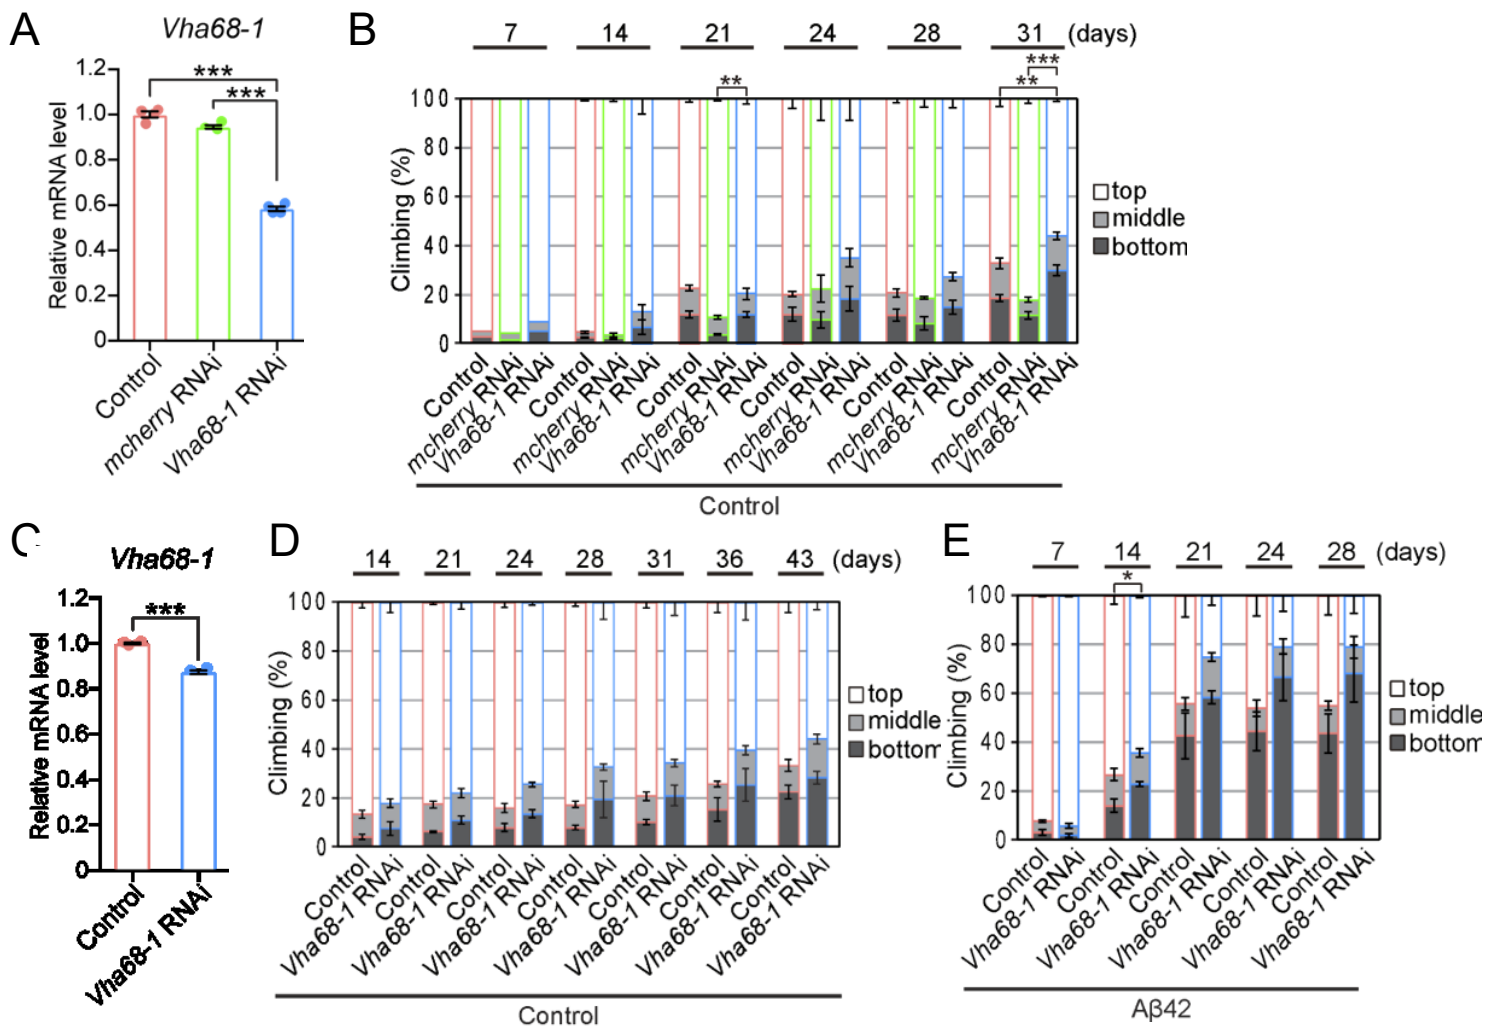 A
Vha68-1
Relative mRNA level
1.2
1.0
0.8
0.6
0.4
0.2
0
***
***
Control
mcherry RNAi
Vha68-1 RNAi
B
7 14 21 24 28 31 (days)
Climbing (%)
100
80
60
40
20
0
**
**
***
top
middle
bottom
Control
mcherry RNAi
Vha68-1 RNAi
Control
mcherry RNAi
Vha68-1 RNAi
Control
mcherry RNAi
Vha68-1 RNAi
Control
mcherry RNAi
Vha68-1 RNAi
Control
mcherry RNAi
Vha68-1 RNAi
Control
mcherry RNAi
Vha68-1 RNAi
Control
C
Vha68-1
Relative mRNA level
1.2
1.0
0.8
0.6
0.4
0.2
0
***
Control
Vha68-1 RNAi
D
14 21 24 28 31 36 43 (days)
Climbing (%)
100
80
60
40
20
0
top
middle
bottom
Control
Vha68-1 RNAi
Control
Vha68-1 RNAi
Control
Vha68-1 RNAi
Control
Vha68-1 RNAi
Control
Vha68-1 RNAi
Control
Vha68-1 RNAi
Control
Vha68-1 RNAi
Control
E
7 14 21 24 28 (days)
Climbing (%)
100
80
60
40
20
0
*
top
middle
bottom
Control
Vha68-1 RNAi
Control
Vha68-1 RNAi
Control
Vha68-1 RNAi
Control
Vha68-1 RNAi
Control
Vha68-1 RNAi
Aβ42